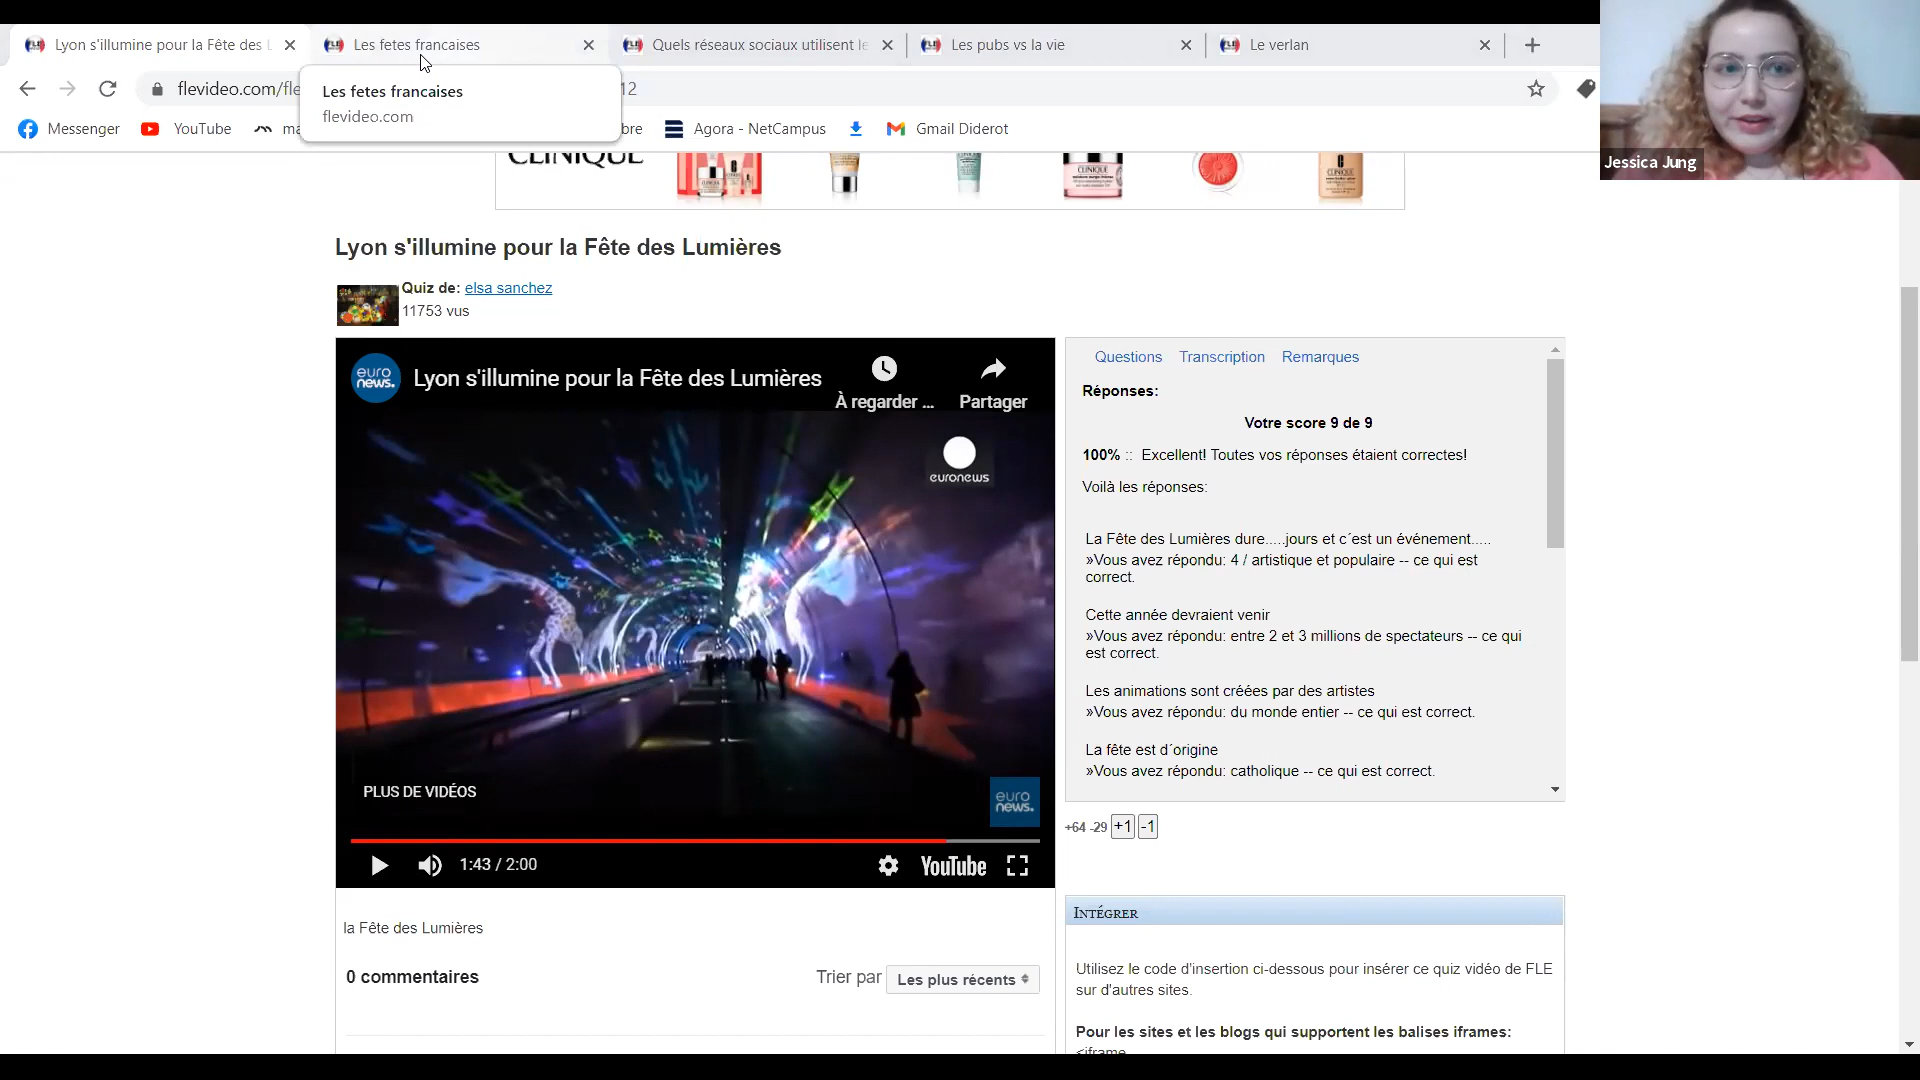 Lyon s'illumine pour la Fête des L
Les fetes francaises
Quels réseaux sociaux utilisent le
Les pubs vs la vie
Le verlan
flevideo.com/fle
12
Les fetes francaises
flevideo.com
Messenger
YouTube
ma
bre
Agora - NetCampus
Gmail Diderot
Jessica Jung
CLINIQUE
Lyon s'illumine pour la Fête des Lumières
Quiz de: elsa sanchez
11753 vus
euro
news.
Lyon s'illumine pour la Fête des Lumières
À regarder ...
Partager
euronews
PLUS DE VIDÉOS
euro
news.
1:43 / 2:00
YouTube
la Fête des Lumières
0 commentaires
Trier par
Les plus récents
Questions Transcription Remarques
Réponses:
Votre score 9 de 9
100% :: Excellent! Toutes vos réponses étaient correctes!
Voilà les réponses:
La Fête des Lumières dure.....jours et c´est un événement.....
»Vous avez répondu: 4 / artistique et populaire -- ce qui est
correct.
Cette année devraient venir
»Vous avez répondu: entre 2 et 3 millions de spectateurs -- ce qui
est correct.
Les animations sont créées par des artistes
»Vous avez répondu: du monde entier -- ce qui est correct.
La fête est d´origine
»Vous avez répondu: catholique -- ce qui est correct.
+64 -29 +1 -1
Intégrer
Utilisez le code d'insertion ci-dessous pour insérer ce quiz vidéo de FLE
sur d'autres sites.
Pour les sites et les blogs qui supportent les balises iframes:
<iframe